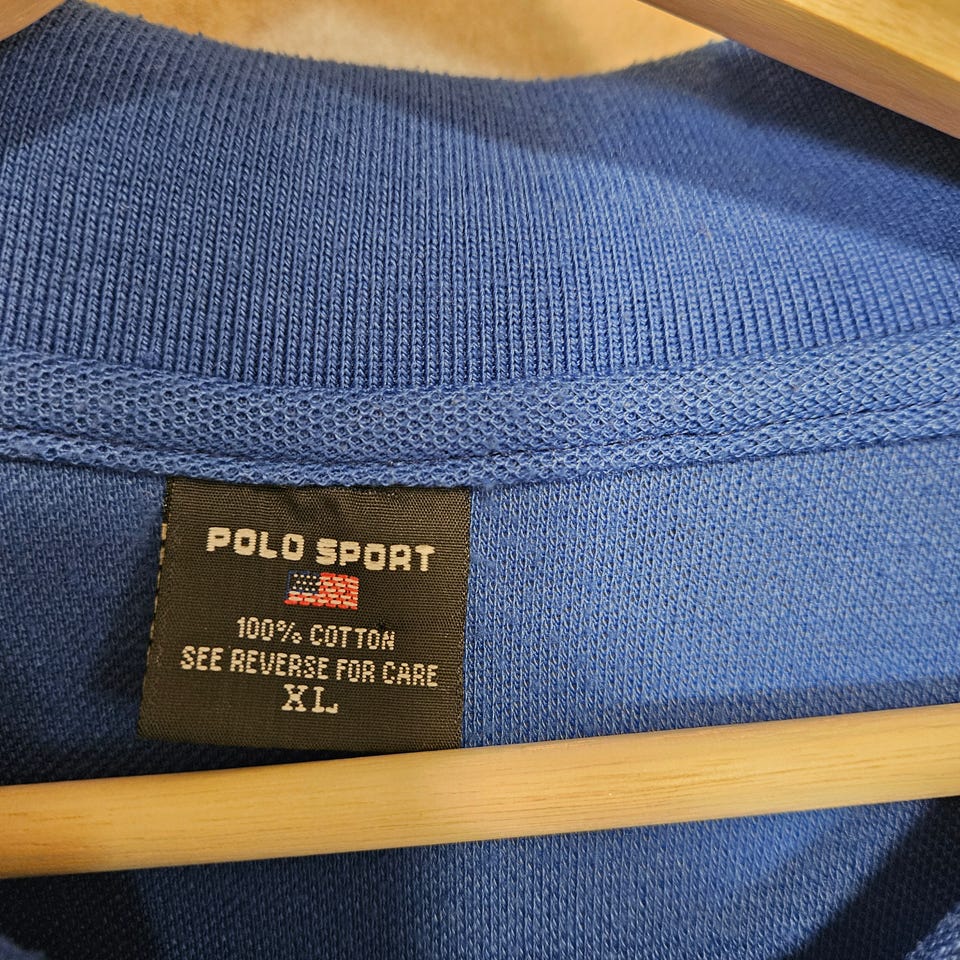 POLO SPORT
100% COTTON
SEE REVERSE FOR CARE
XL